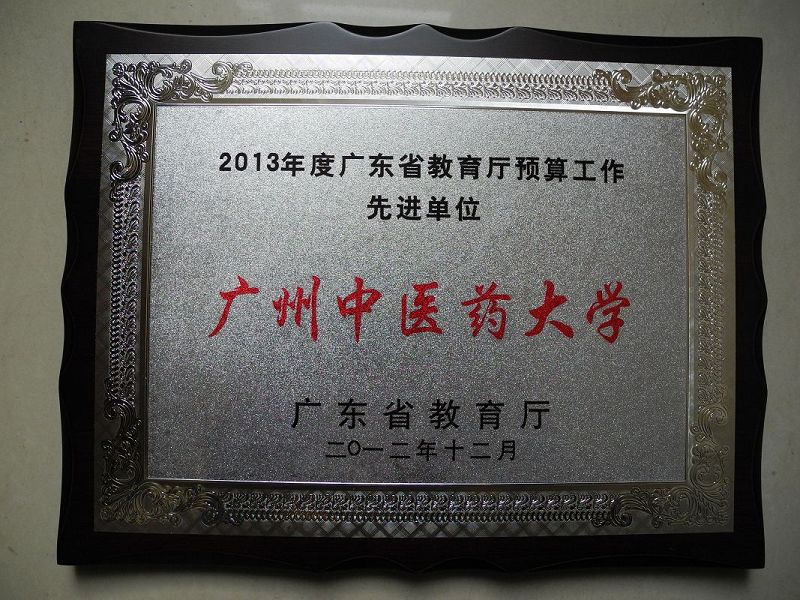 2013年度广东省教育厅预算工作
先进单位
广州中医药大学
广东省教育厅
二〇一二年十二月